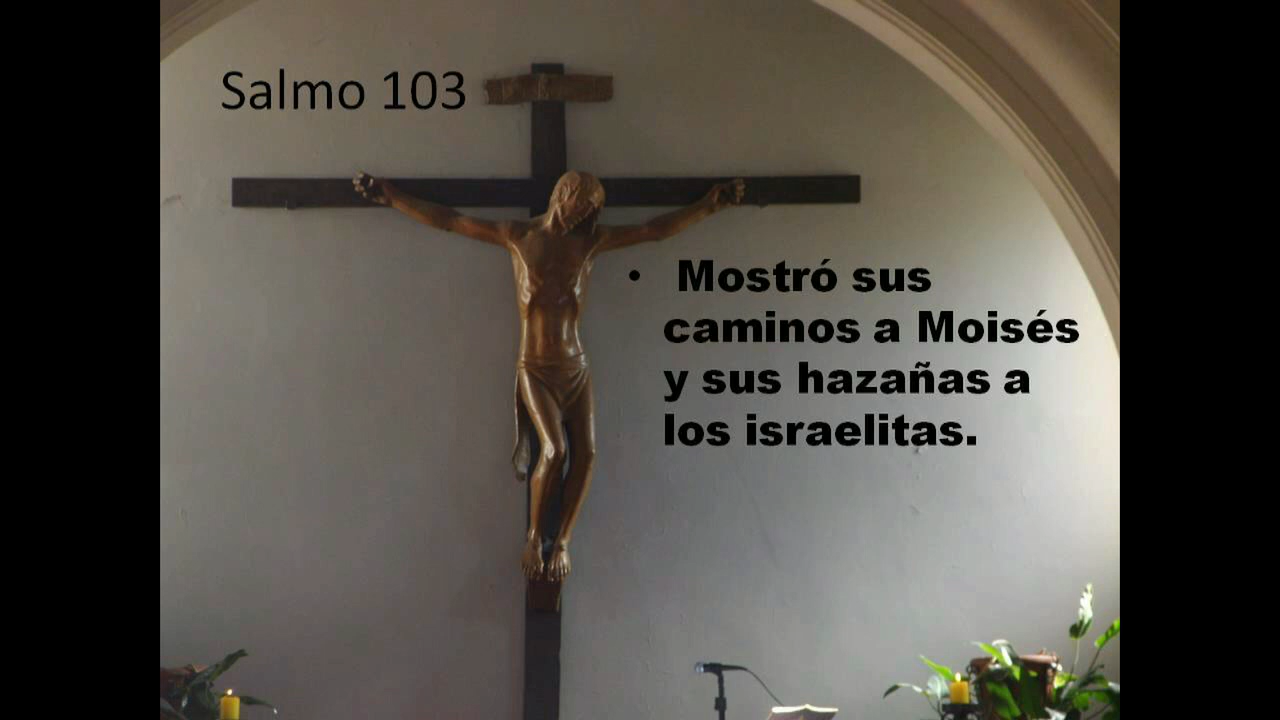 Salmo 103
• Mostró sus
caminos a Moisés
y sus hazañas a
los israelitas.